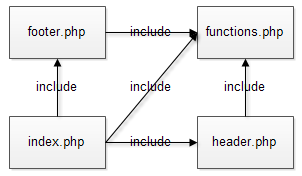 footer.php
include
functions.php
include
include
include
index.php
include
header.php